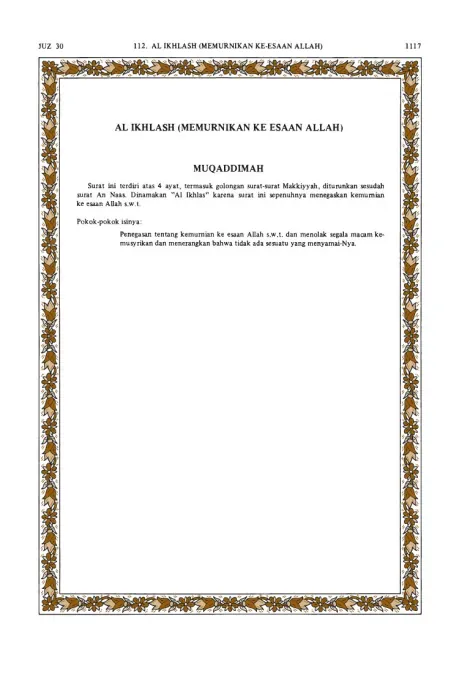 JUZ 30 112. AL IKHLASH (MEMURNIKAN KE-ESAAN ALLAH) 1117
AL IKHLASH (MEMURNIKAN KE ESAAN ALLAH)
MUQADDIMAH
Surat ini terdiri atas 4 ayat, termasuk golongan surat-surat Makkiyyah, diturunkan sesudah
surat An Naas. Dinamakan "Al Ikhlas" karena surat ini sepenuhnya menegaskan kemurnian
ke esaan Allah s.w.t.
Pokok-pokok isinya:
Penegasan tentang kemurnian ke esaan Allah s.w.t. dan menolak segala macam ke-
musyrikan dan menerangkan bahwa tidak ada sesuatu yang menyamai-Nya.